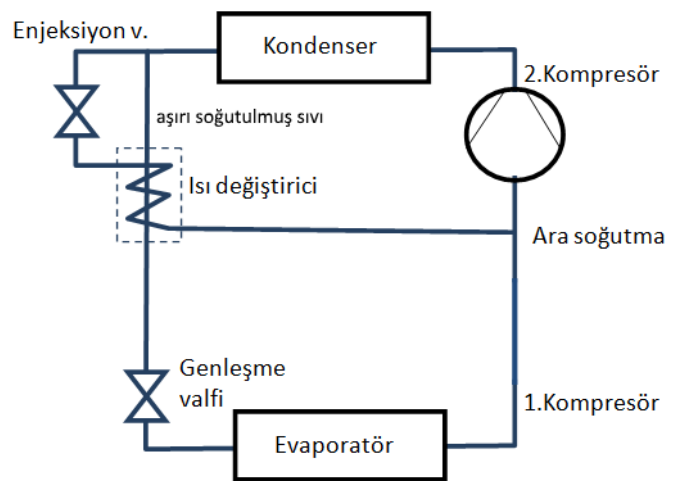 Enjeksiyon v.
Kondenser
2.Kompresör
aşırı soğutulmuş sıvı
Isı değiştirici
Ara soğutma
Genleşme
valfi
1.Kompresör
Evaporatör